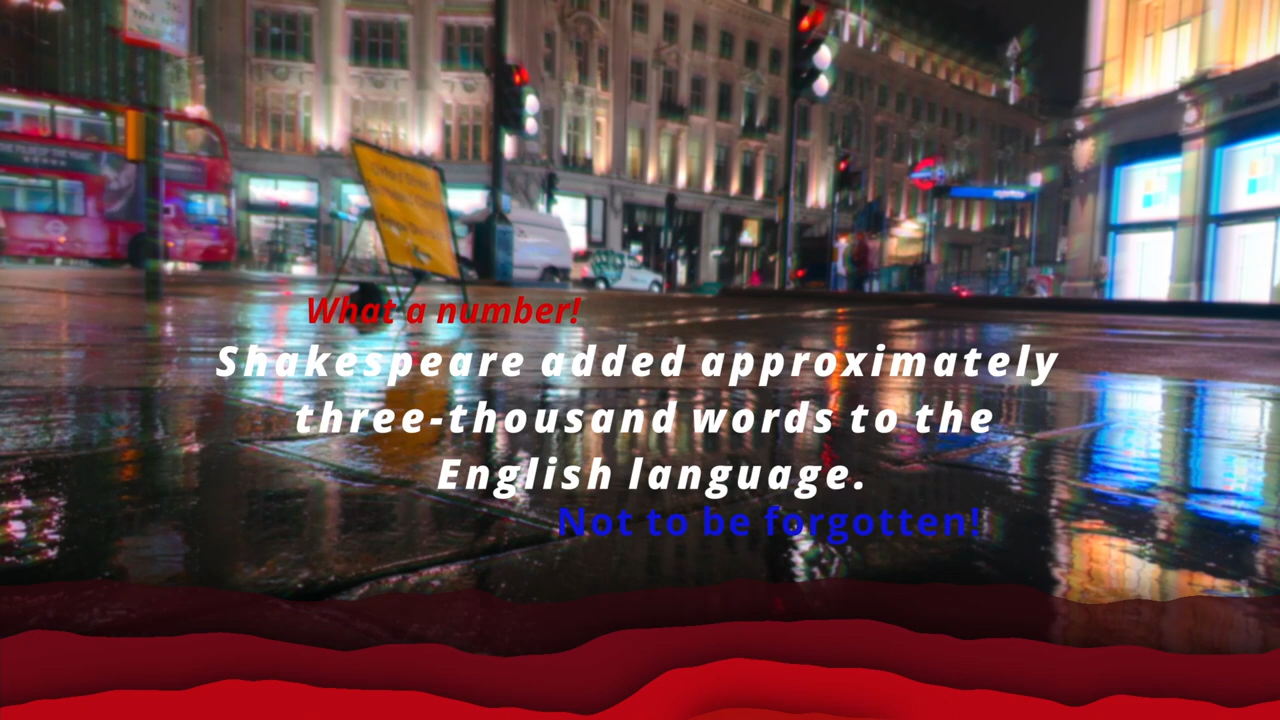 What a number!
Shakespeare added approximately
three-thousand words to the
English language.
Not to be forgotten!